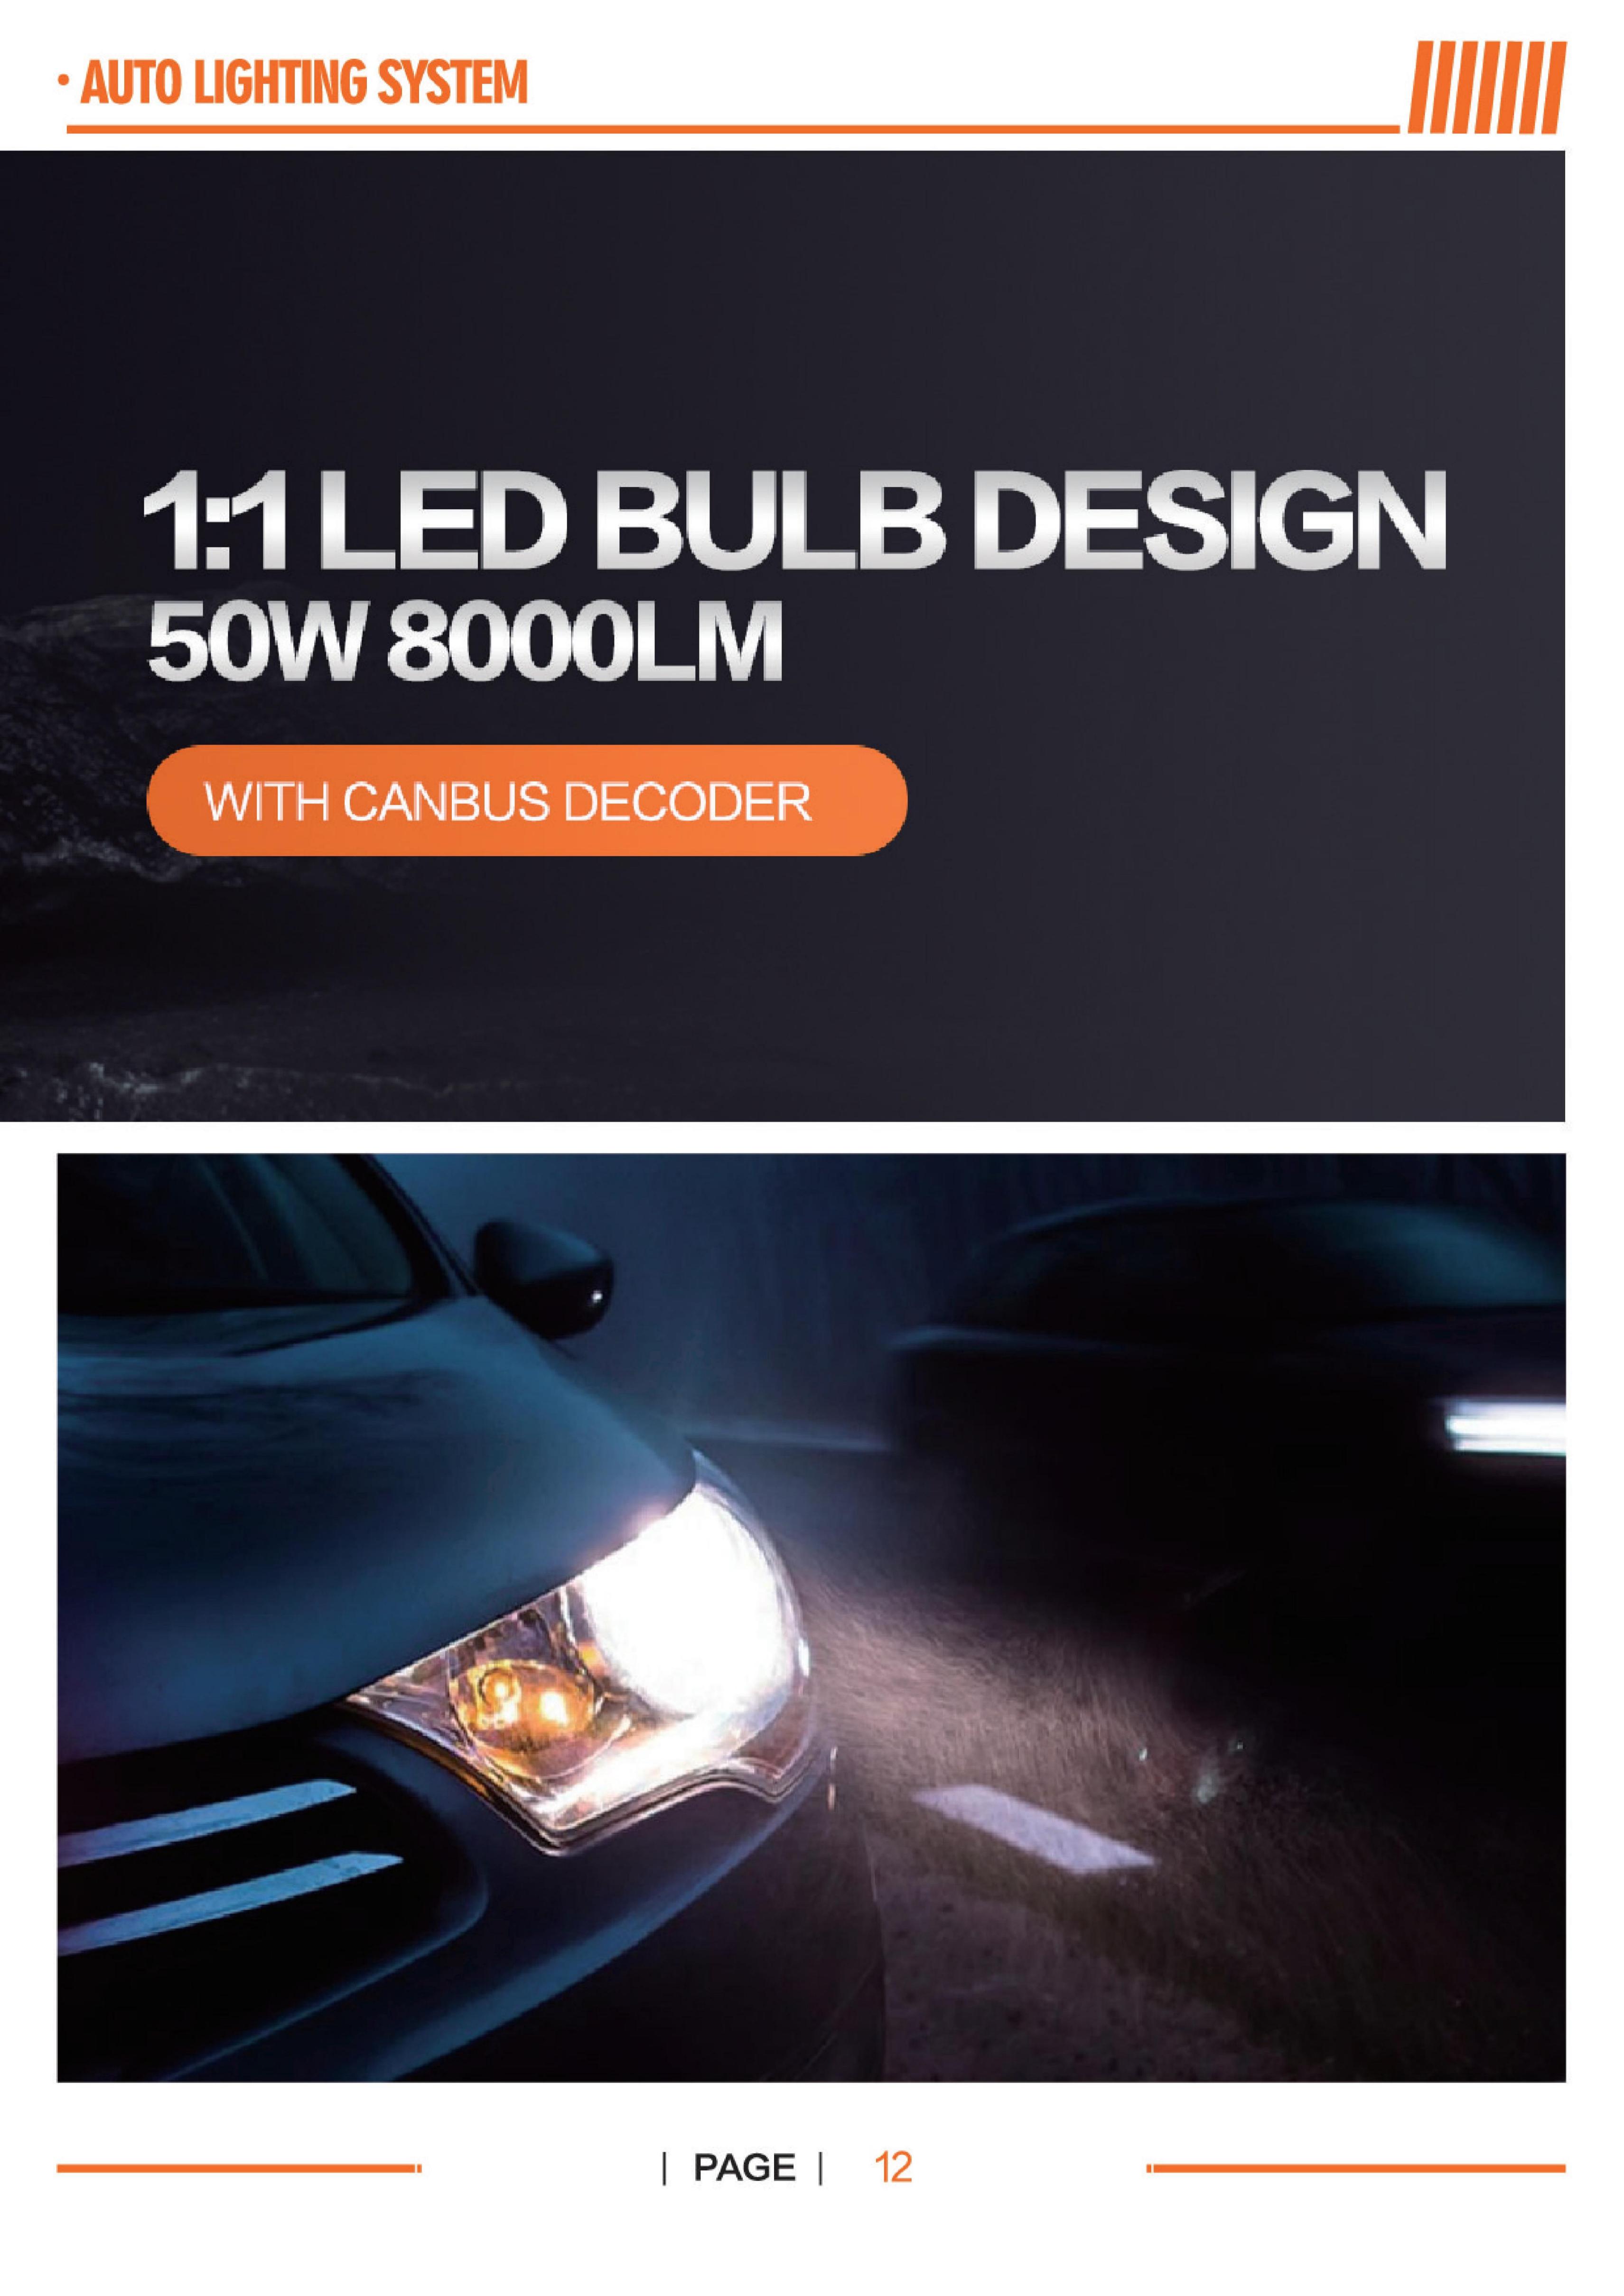 • AUTO LIGHTING SYSTEM
1:1 LED BULB DESIGN
50W 8000LM
WITH CANBUS DECODER
| PAGE | 12